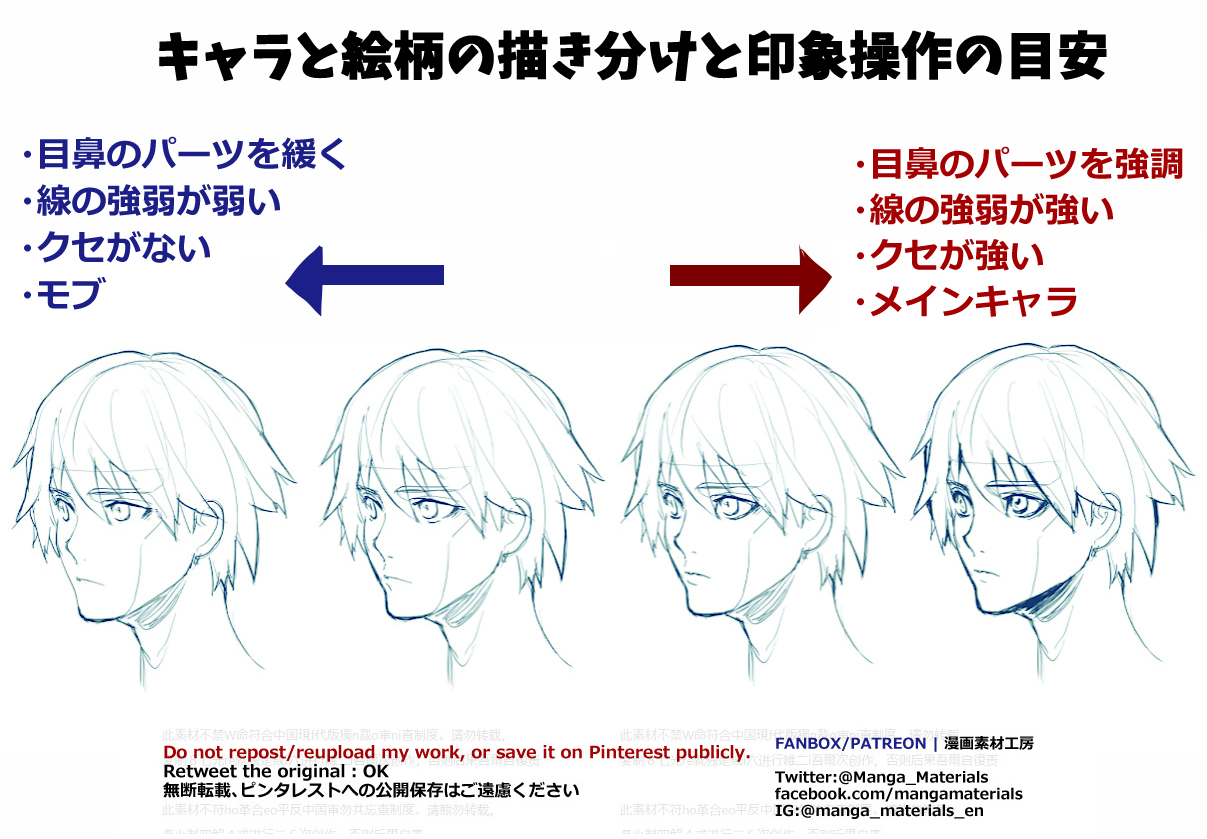 キャラと絵柄の描き分けと印象操作の目安
・目鼻のパーツを緩く
・線の強弱が弱い
・クセがない
・モブ
・目鼻のパーツを強調
・線の強弱が強い
・クセが強い
・メインキャラ
Do not repost/reupload my work, or save it on Pinterest publicly.
Retweet the original : OK
無断転載、ピンタレストへの公開保存はご遠慮ください
FANBOX/PATREON | 漫画素材工房
Twitter:@Manga_Materials
facebook.com/mangamaterials
IG:@manga_materials_en